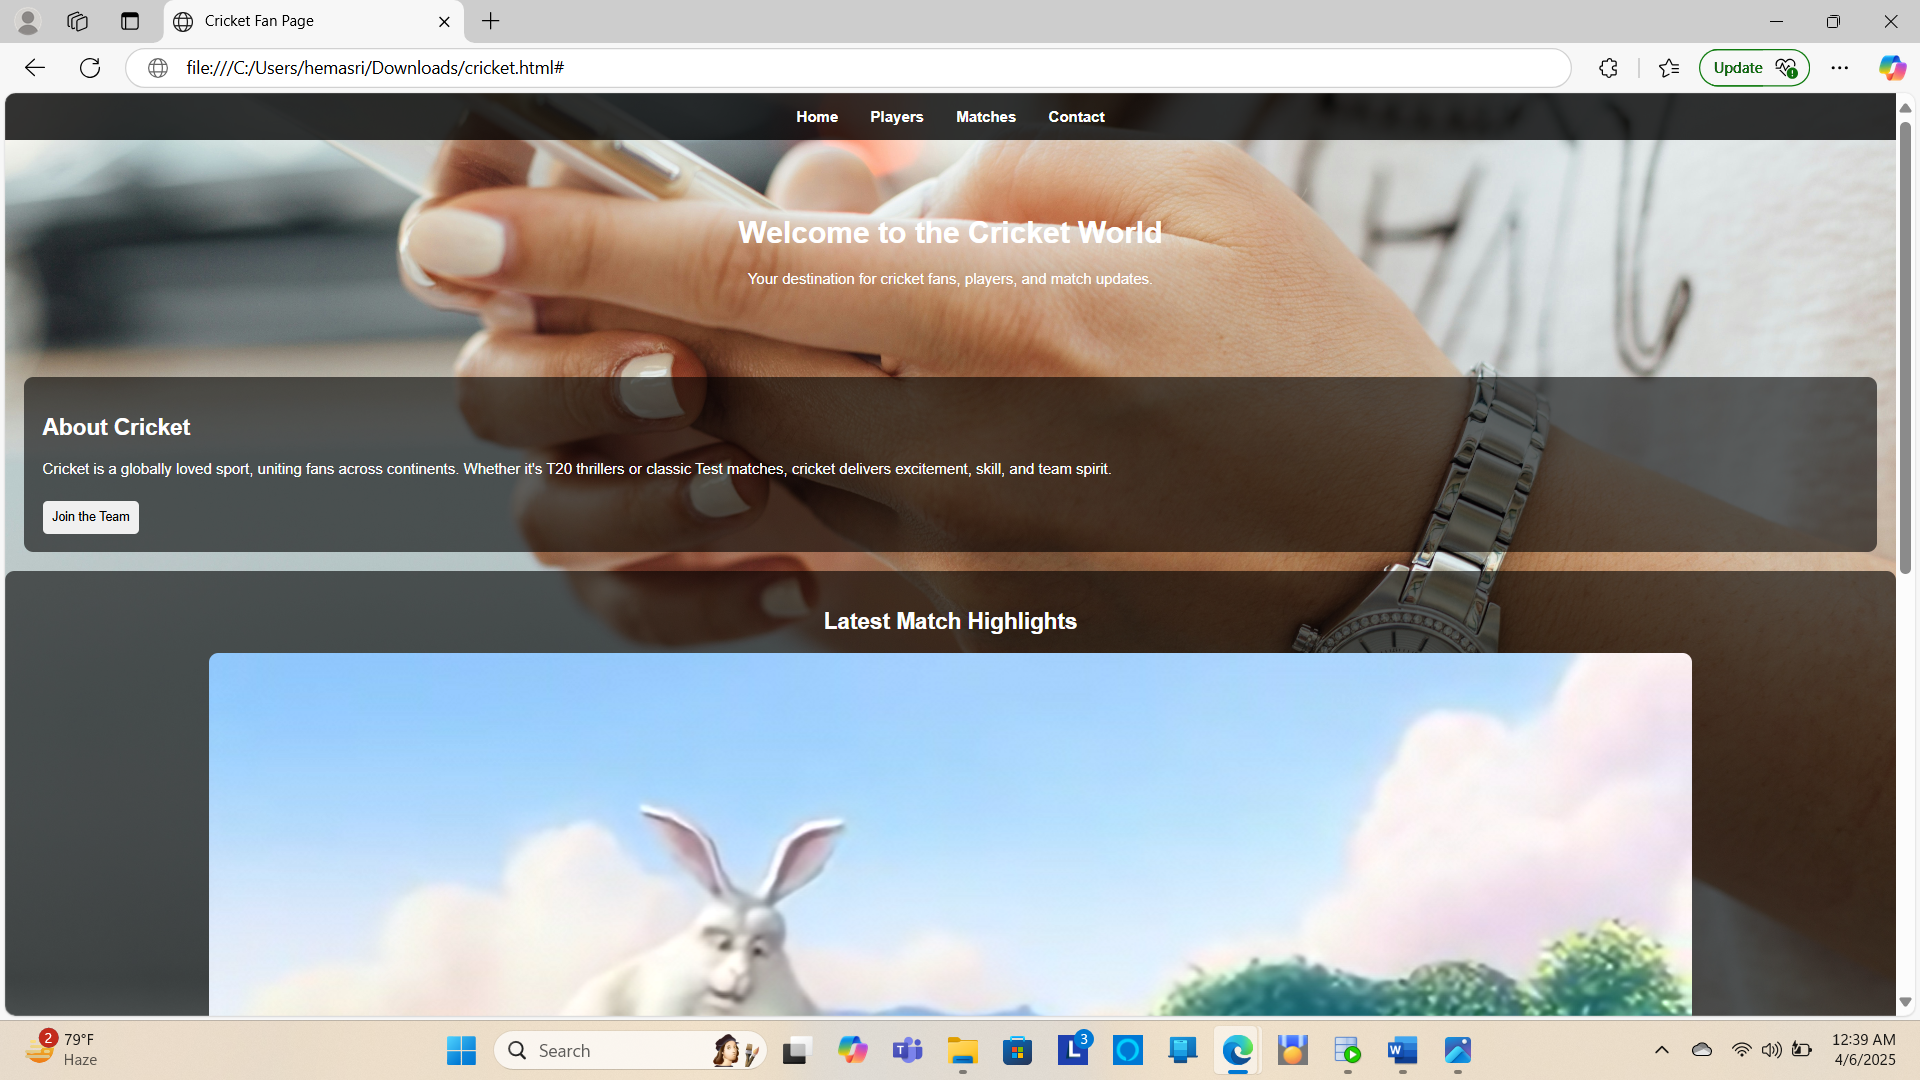 Cricket Fan Page
file:///C:/Users/hemasri/Downloads/cricket.html#
Update
Home Players Matches Contact
Welcome to the Cricket World
Your destination for cricket fans, players, and match updates.
About Cricket
Cricket is a globally loved sport, uniting fans across continents. Whether it's T20 thrillers or classic Test matches, cricket delivers excitement, skill, and team spirit.
Join the Team
Latest Match Highlights
2
79°F
Haze
Search
3
L
T
W
12:39 AM
4/6/2025